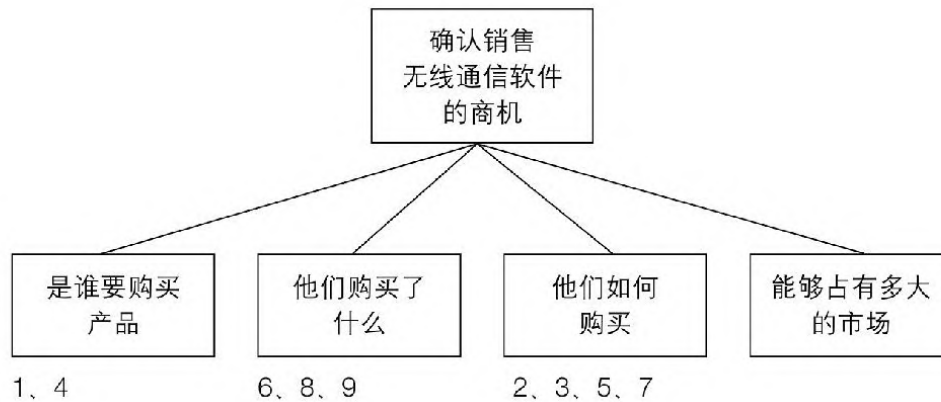 确认销售
无线通信软件
的商机
是谁要购买
产品
他们购买了
什么
他们如何
购买
能够占有多大
的市场
1、4
6、8、9
2、3、5、7